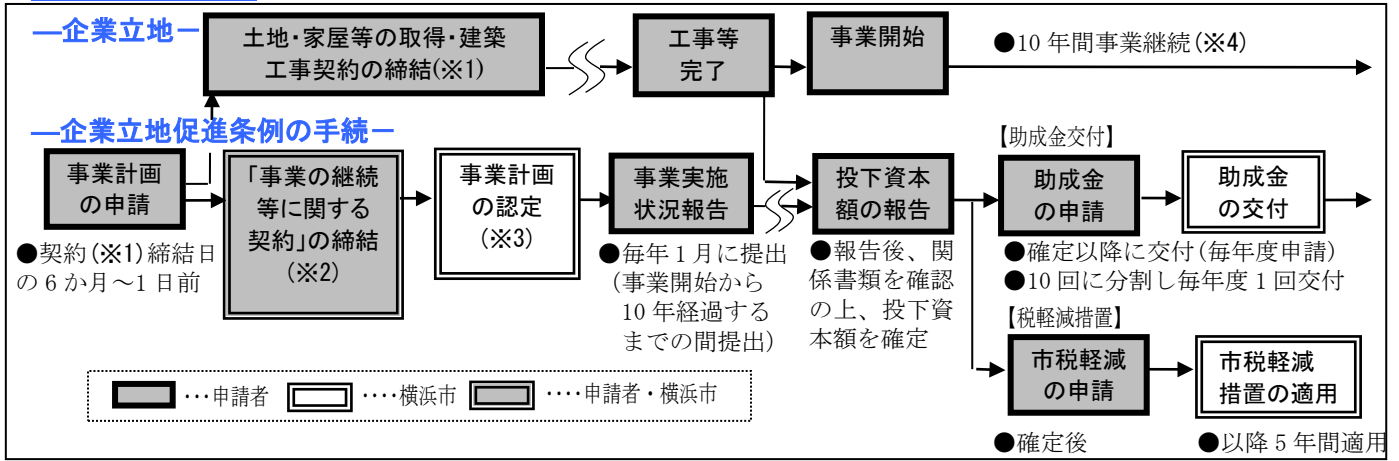 ―企業立地－
土地・家屋等の取得・建築
工事契約の締結(※1)
工事等
完了
事業開始
●10 年間事業継続(※4)
―企業立地促進条例の手続－
事業計画
の申請
●契約(※1)締結日
の 6 か月～1 日前
「事業の継続
等に関する
契約」の締結
(※2)
事業計画
の認定
(※3)
事業実施
状況報告
●毎年 1 月に提出
(事業開始から
10 年経過する
までの間提出)
投下資本
額の報告
●報告後、関
係書類を確認
の上、投下資
本額を確定
【助成金交付】
助成金
の申請
助成金
の交付
●確定以降に交付(毎年度申請)
●10 回に分割し毎年度 1 回交付
【税軽減措置】
市税軽減
の申請
市税軽減
措置の適用
●確定後
●以降 5 年間適用
…申請者
‥‥横浜市
‥‥申請者・横浜市